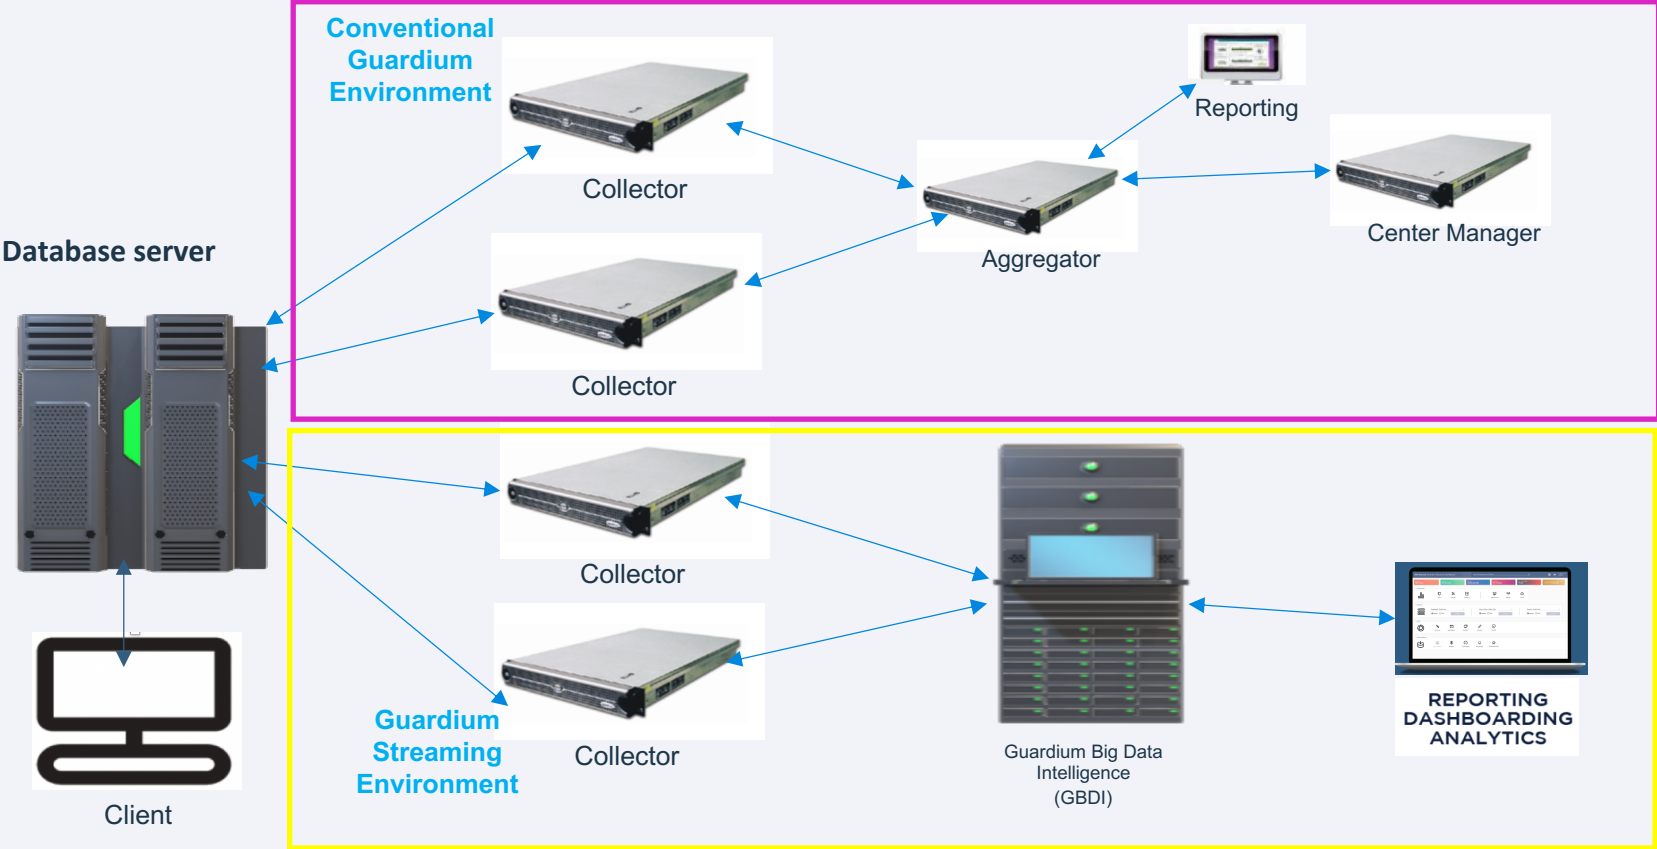 Conventional
Guardium
Environment
Collector
Reporting
Center Manager
Aggregator
Database server
Collector
Collector
Guardium
Streaming
Environment
Collector
Guardium Big Data
Intelligence
(GBDI)
REPORTING
DASHBOARDING
ANALYTICS
Client